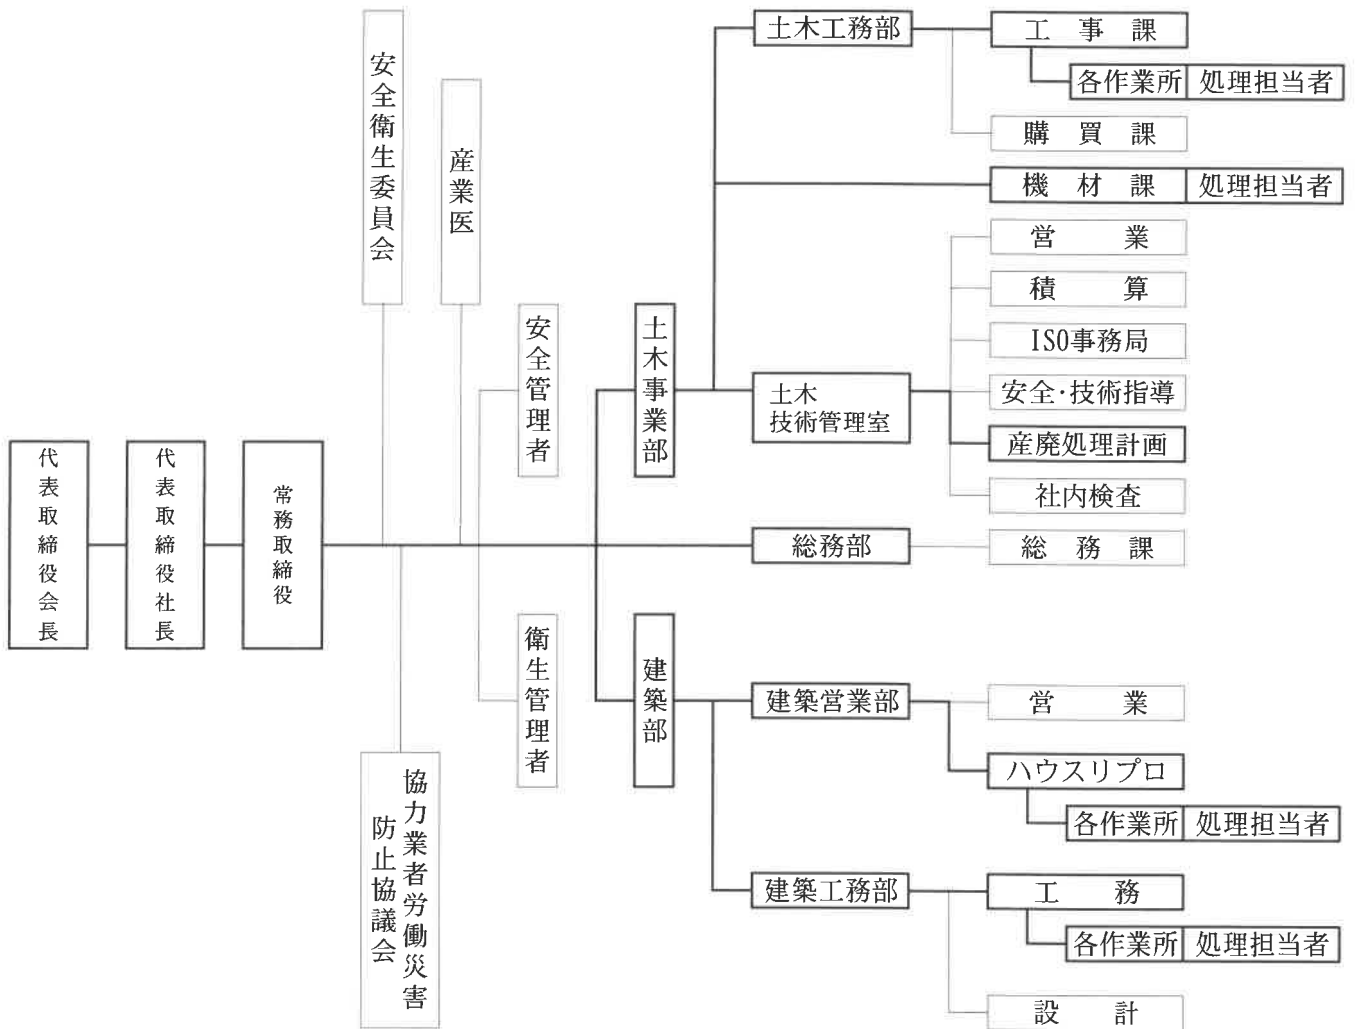 代表取締役会長
代表取締役社長
常務取締役
安全衛生委員会
産業医
協力業者労働災害
防止協議会
安全管理者
衛生管理者
土木事業部
土木工務部
工事課
各作業所 処理担当者
購買課
機材課 処理担当者
土木
技術管理室
営業
積算
ISO事務局
安全・技術指導
産廃処理計画
社内検査
総務部
総務課
建築部
建築営業部
営業
ハウスリプロ
各作業所 処理担当者
建築工務部
工務
各作業所 処理担当者
設計